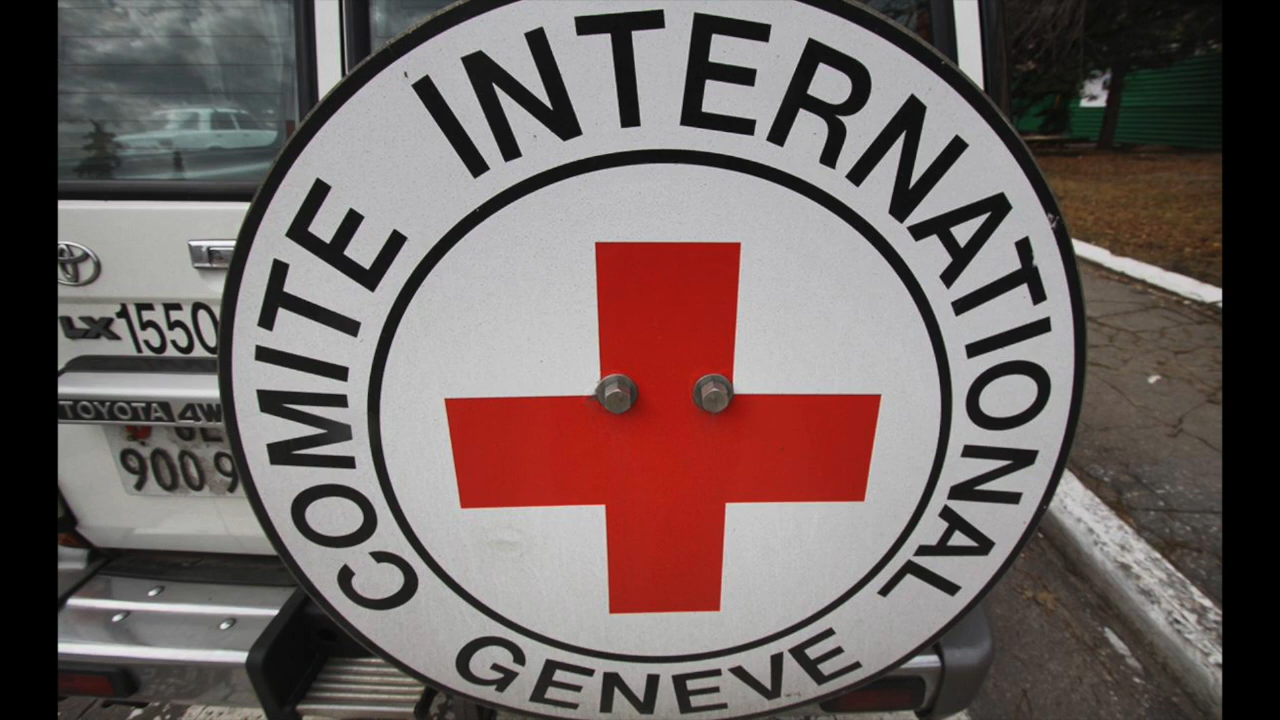 COMITE INTERNATIONAL
GENEVE
LX 1550
TOYOTA 4W
900 9